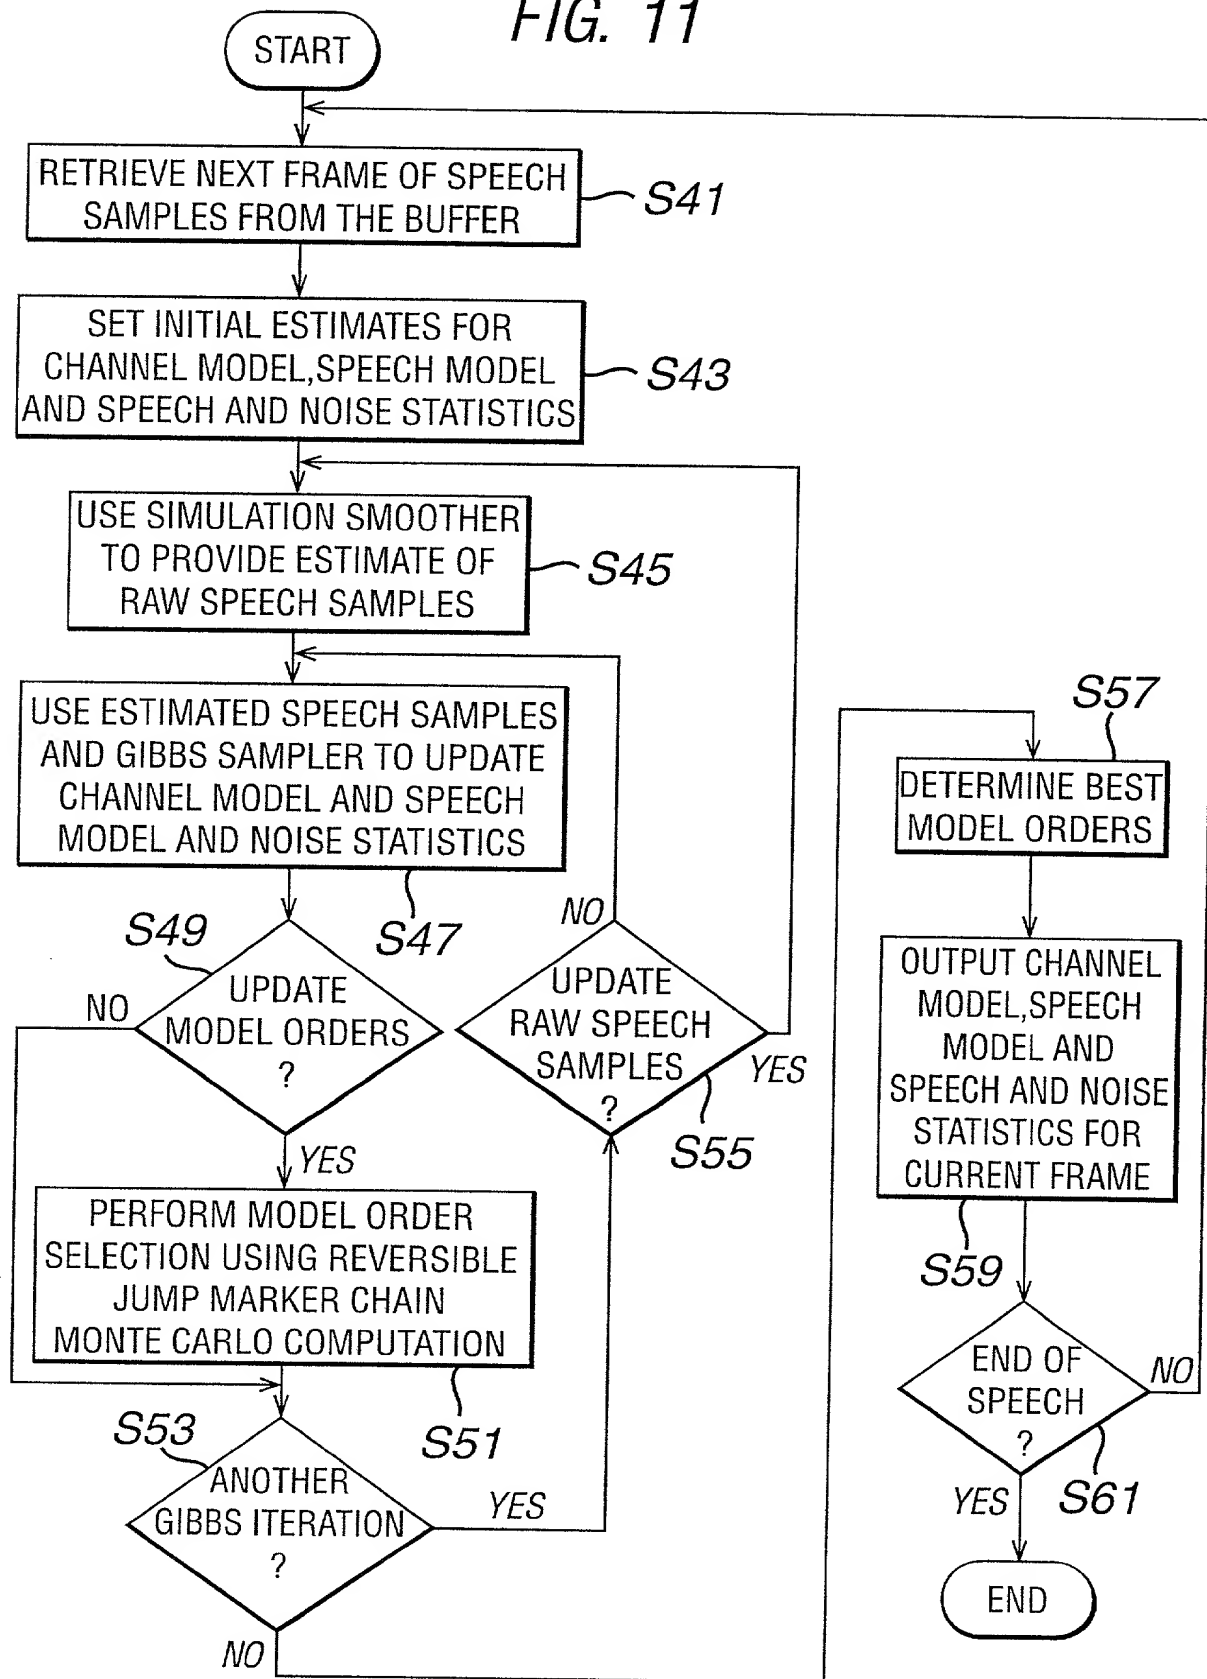 FIG. 11
START
RETRIEVE NEXT FRAME OF SPEECH
SAMPLES FROM THE BUFFER
S41
SET INITIAL ESTIMATES FOR
CHANNEL MODEL,SPEECH MODEL
AND SPEECH AND NOISE STATISTICS
S43
USE SIMULATION SMOOTHER
TO PROVIDE ESTIMATE OF
RAW SPEECH SAMPLES
S45
USE ESTIMATED SPEECH SAMPLES
AND GIBBS SAMPLER TO UPDATE
CHANNEL MODEL AND SPEECH
MODEL AND NOISE STATISTICS
S47
S49
UPDATE
MODEL ORDERS
?
NO
YES
PERFORM MODEL ORDER
SELECTION USING REVERSIBLE
JUMP MARKER CHAIN
MONTE CARLO COMPUTATION
S51
S53
ANOTHER
GIBBS ITERATION
?
YES
NO
NO
UPDATE
RAW SPEECH
SAMPLES
?
YES
S55
S57
DETERMINE BEST
MODEL ORDERS
OUTPUT CHANNEL
MODEL,SPEECH
MODEL AND
SPEECH AND NOISE
STATISTICS FOR
CURRENT FRAME
S59
END OF
SPEECH
?
NO
S61
YES
END